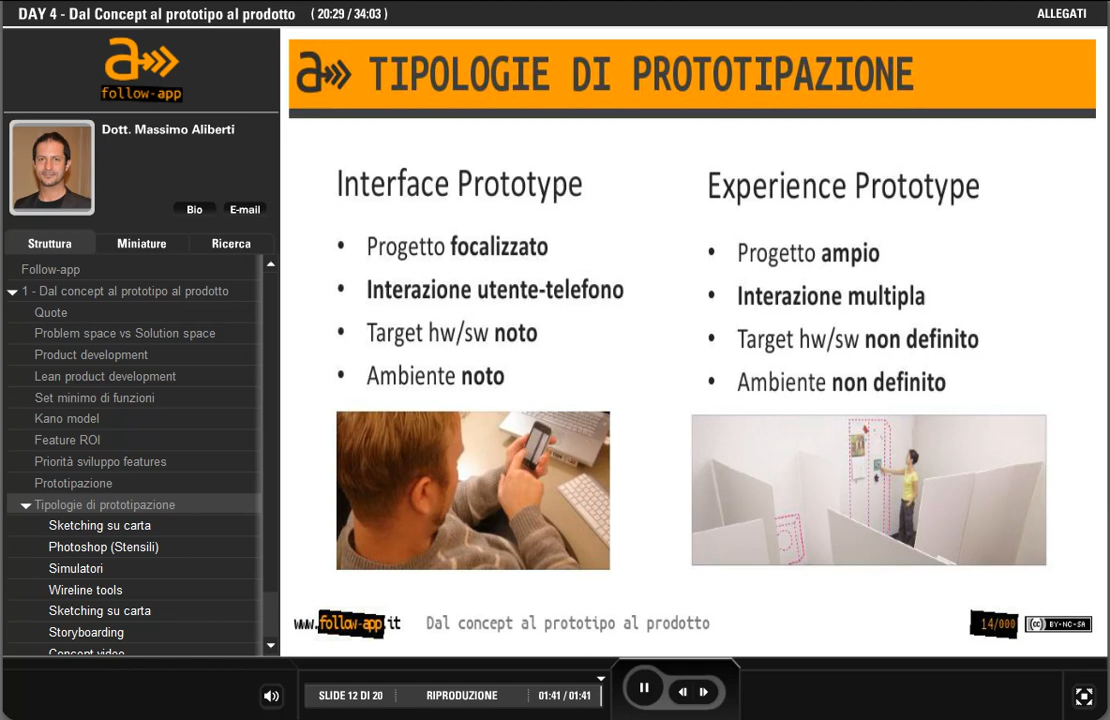 DAY 4 - Dal Concept al prototipo al prodotto ( 20:29 / 34:03 )
ALLEGATI
a
follow-app
Dott. Massimo Aliberti
Bio
E-mail
Struttura
Miniature
Ricerca
Follow-app
1 - Dal concept al prototipo al prodotto
Quote
Problem space vs Solution space
Product development
Lean product development
Set minimo di funzioni
Kano model
Feature ROI
Priorità sviluppo features
Prototipazione
Tipologie di prototipazione
Sketching su carta
Photoshop (Stensili)
Simulatori
Wireline tools
Sketching su carta
Storyboarding
Concept video
a TIPOLOGIE DI PROTOTIPAZIONE
Interface Prototype
• Progetto focalizzato
• Interazione utente-telefono
• Target hw/sw noto
• Ambiente noto
Experience Prototype
• Progetto ampio
• Interazione multipla
• Target hw/sw non definito
• Ambiente non definito
www.follow-app.it
Dal concept al prototipo al prodotto
14/000
(cc) BY-NC-SA
SLIDE 12 DI 20
RIPRODUZIONE
01:41 / 01:41